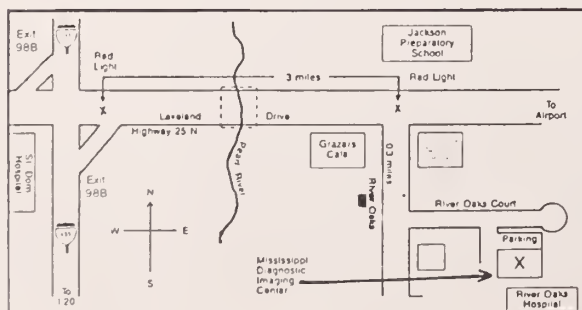 Exit
98B
Red
Light
Jackson
Preparatory
School
3 miles
Red Light
To
Airport
Lakeland
Drive
Highway 25 N
Pearl River
St Dom
Hospital
Exit
98B
Grazers
Cafe
0.3 miles
River Oaks
River Oaks Court
Parking
X
N
W
E
S
Mississippi
Diagnostic
Imaging
Center
To
I 20
River Oaks
Hospital